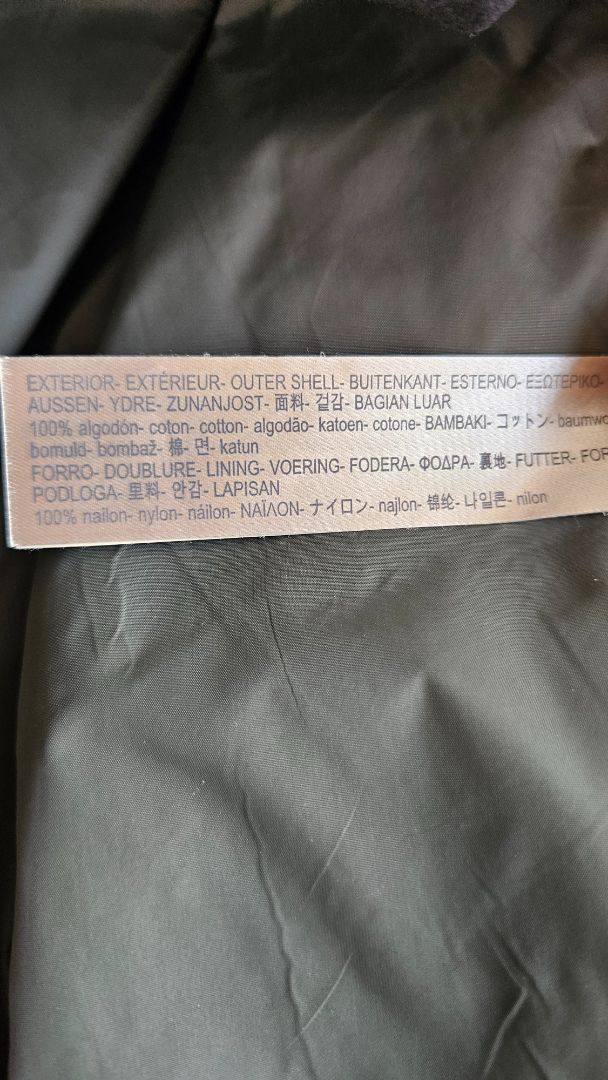 EXTERIOR- EXTÉRIEUR- OUTER SHELL- BUITENKANT- ESTERNO- ΕΞΩΤΕΡΙΚΟ-
AUSSEN- YDRE- ZUNANJOST- 面料- 겉감- BAGIAN LUAR
100% algodón- coton- cotton- algodão- katoen- cotone- BAMBAKI- コットン- baumwo
bomuld- bombaž- 棉- 면- katun
FORRO- DOUBLURE- LINING- VOERING- FODERA- ΦΟΔΡΑ- 裏地- FUTTER- FOR
PODLOGA- 里料- 안감- LAPISAN
100% nailon- nylon- náilon- ΝΑΪΛΟΝ- ナイロン- najlon- 锦纶- 나일론- nilon